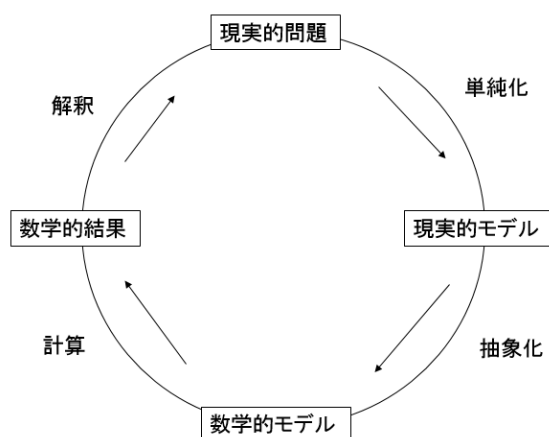 現実的問題
解釈
単純化
数学的結果
現実的モデル
計算
抽象化
数学的モデル